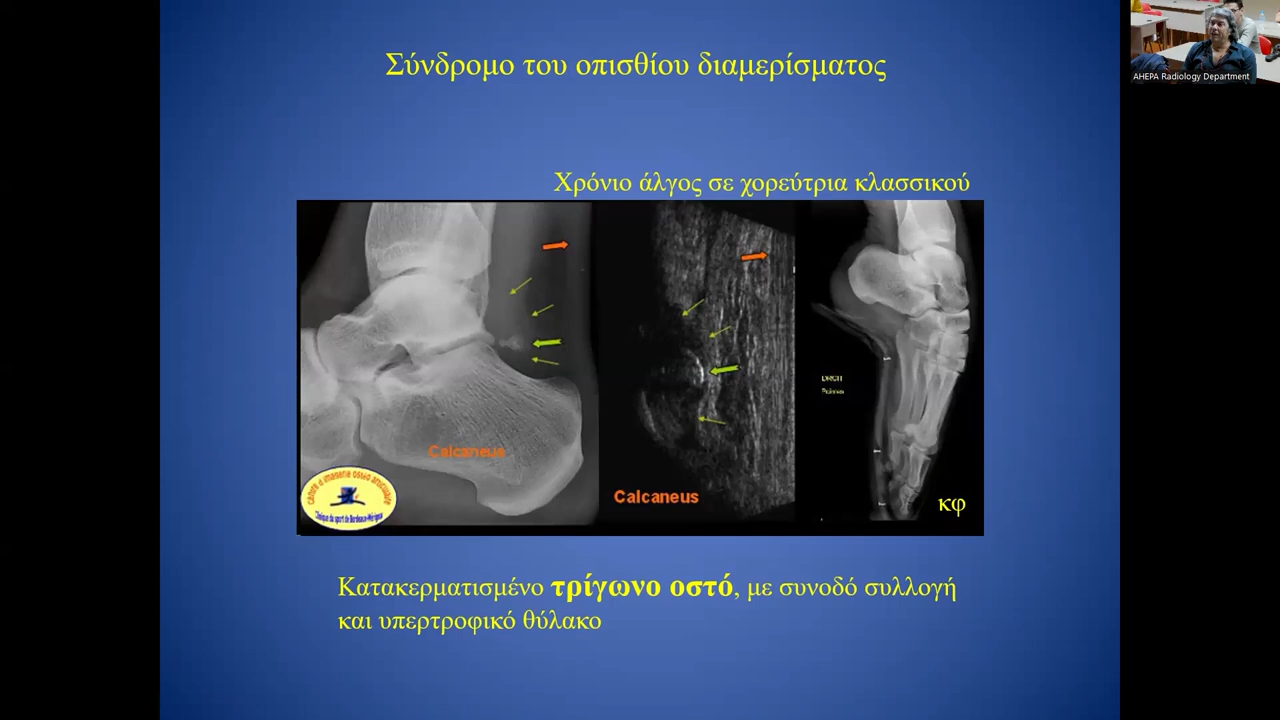 Σύνδρομο του οπισθίου διαμερίσματος
AHEPA Radiology Department
Χρόνιο άλγος σε χορεύτρια κλασσικού
Calcaneus
Calcaneus
κφ
Κατακερματισμένο τρίγωνο οστό, με συνοδό συλλογή
και υπερτροφικό θύλακο